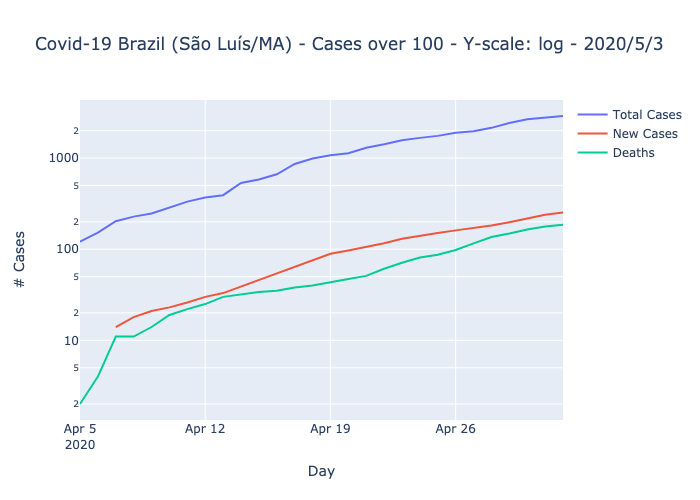 Covid-19 Brazil (São Luís/MA) - Cases over 100 - Y-scale: log - 2020/5/3
Total Cases
New Cases
Deaths
2
1000
5
2
100
5
2
10
5
2
# Cases
Apr 5
2020
Apr 12
Apr 19
Apr 26
Day